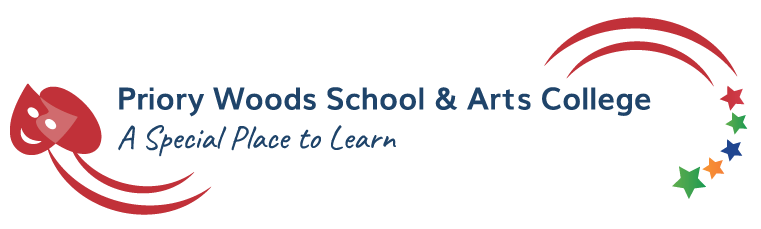 Priory Woods School & Arts College
A Special Place to Learn